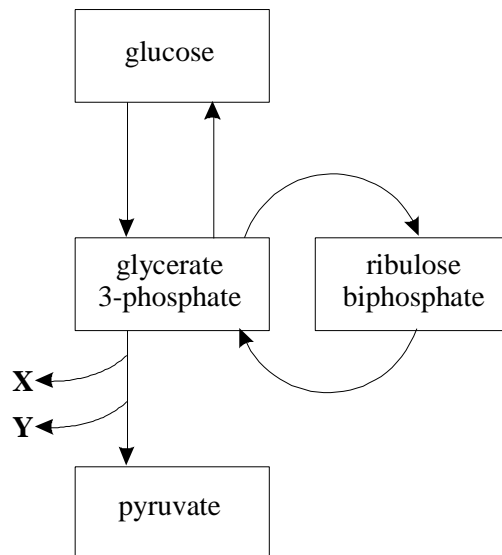 glucose
glycerate
3-phosphate
ribulose
biphosphate
X
Y
pyruvate